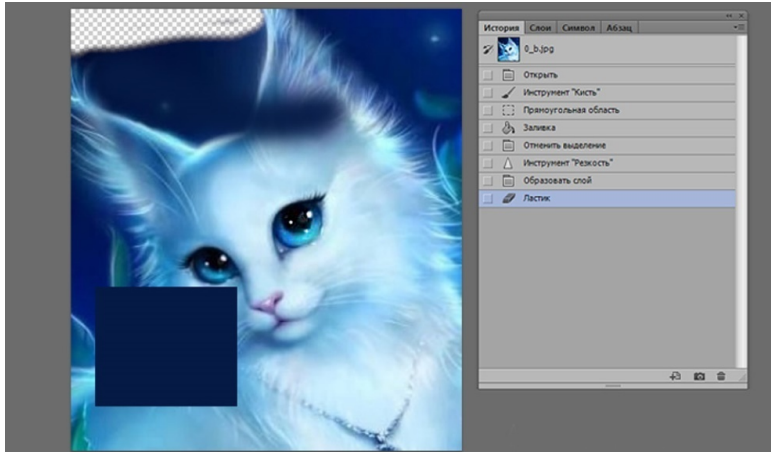 История Слои Символ Абзац
0_b.jpg
Открыть
Инструмент "Кисть"
Прямоугольная область
Заливка
Отменить выделение
Инструмент "Резкость"
Образовать слой
Ластик